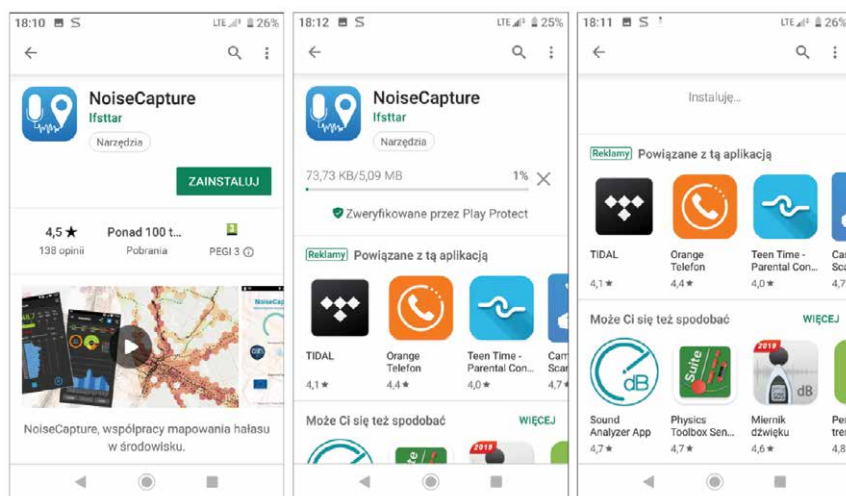 18:10 LTE 26%
NoiseCapture
Ifsttar
Narzędzia
ZAINSTALUJ
4,5 ★ Ponad 100 t... 3
138 opinii Pobrania PEGI 3
NoiseCapture, współpracy mapowania hałasu
w środowisku.
18:12 LTE 25%
NoiseCapture
Ifsttar
Narzędzia
73,73 KB/5,09 MB 1%
Zweryfikowane przez Play Protect
Reklamy Powiązane z tą aplikacją
TIDAL
4,1 ★
Orange
Telefon
4,4 ★
Teen Time -
Parental Con...
4,0 ★
Cam
Scar
4,7 ★
Może Ci się też spodobać WIĘCEJ
Suite
2018
18:11 LTE 26%
Instaluję...
Reklamy Powiązane z tą aplikacją
TIDAL
4,1 ★
Orange
Telefon
4,4 ★
Teen Time -
Parental Con...
4,0 ★
Ca
Sca
4,7
Może Ci się też spodobać WIĘCEJ
dB
Sound
Analyzer App
4,7 ★
Suite
Physics
Toolbox Sen...
4,7 ★
2018
dB
Miernik
dźwięku
4,6 ★
Pe
tre
4,8